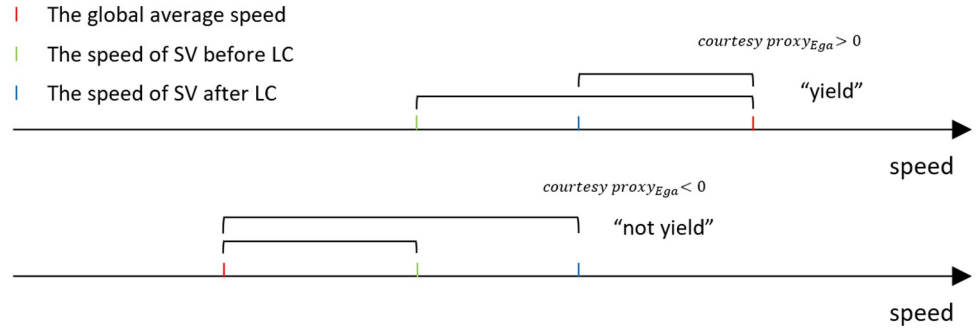 The global average speed
The speed of SV before LC
The speed of SV after LC
courtesy proxy_Ega > 0
“yield”
speed
courtesy proxy_Ega < 0
“not yield”
speed